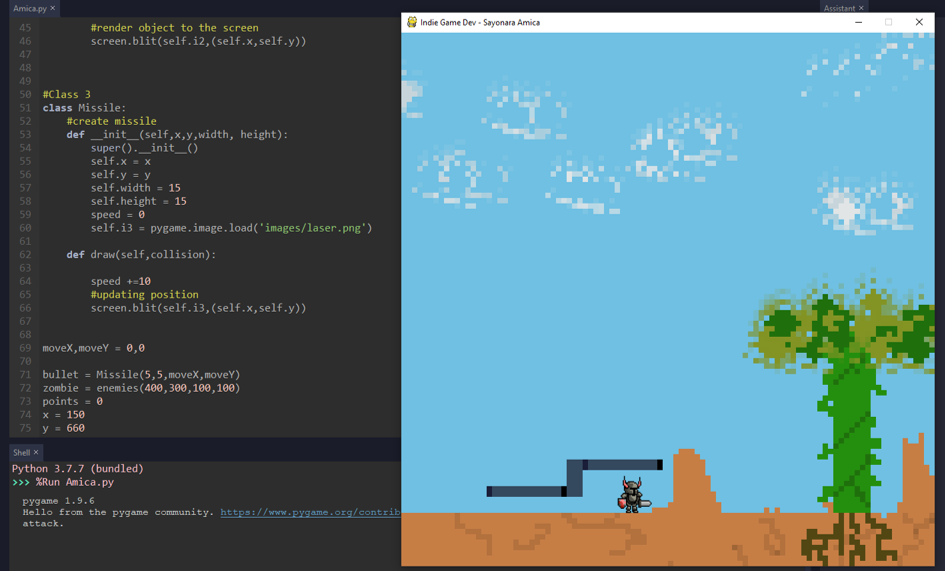 Amica.py ×
45 #render object to the screen
46 screen.blit(self.i2,(self.x,self.y))
47
48
49
50 #Class 3
51 class Missile:
52 #create missile
53 def __init__(self,x,y,width, height):
54 super().__init__()
55 self.x = x
56 self.y = y
57 self.width = 15
58 self.height = 15
59 speed = 0
60 self.i3 = pygame.image.load('images/laser.png')
61
62 def draw(self,collision):
63
64 speed +=10
65 #updating position
66 screen.blit(self.i3,(self.x,self.y))
67
68
69 moveX,moveY = 0,0
70
71 bullet = Missile(5,5,moveX,moveY)
72 zombie = enemies(400,300,100,100)
73 points = 0
74 x = 150
75 y = 660
Shell ×
Python 3.7.7 (bundled)
>>> %Run Amica.py
pygame 1.9.6
Hello from the pygame community. https://www.pygame.org/contrib
attack.
Assistant ×
Indie Game Dev - Sayonara Amica